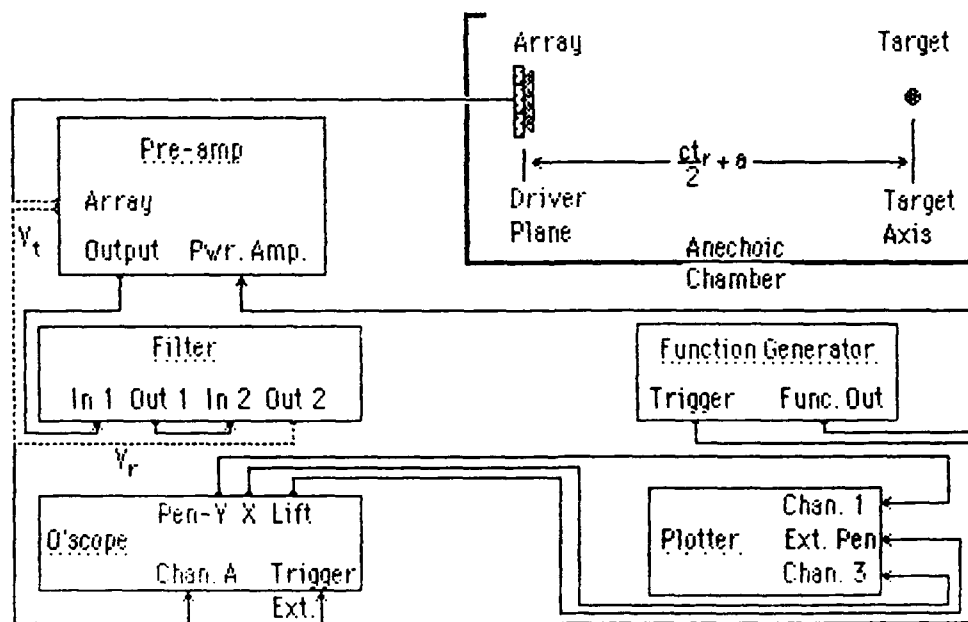 Array
Target
Pre-amp
ct_r/2 + a
Array
Driver
Plane
Target
Axis
V_t
Output Pwr. Amp.
Anechoic
Chamber
Filter
Function Generator
In 1 Out 1 In 2 Out 2
Trigger Func. Out
V_r
Pen-Y X Lift
Chan. 1
O'scope
Plotter
Ext. Pen
Chan. A Trigger
Chan. 3
Ext.